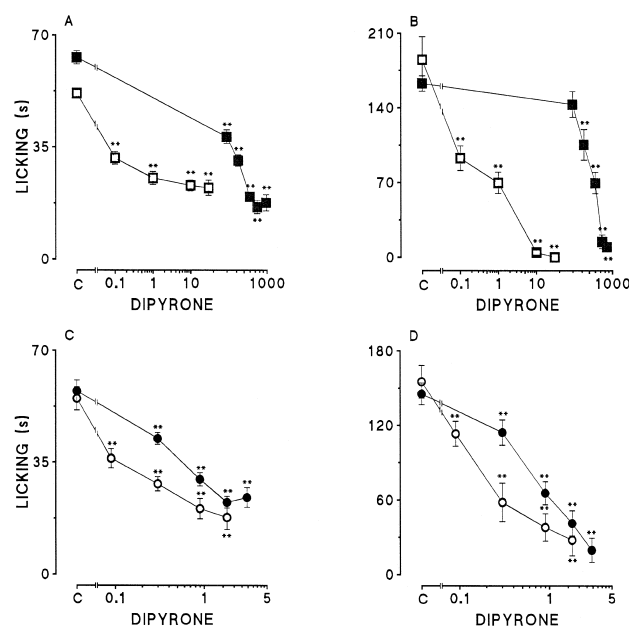 A
B
70
35
0
LICKING (s)
C 0.1 1 10 1000
DIPYRONE
210
140
70
0
C 0.1 1 10 1000
DIPYRONE
C
D
70
35
0
LICKING (s)
C 0.1 1 5
DIPYRONE
180
120
60
0
C 0.1 1 5
DIPYRONE